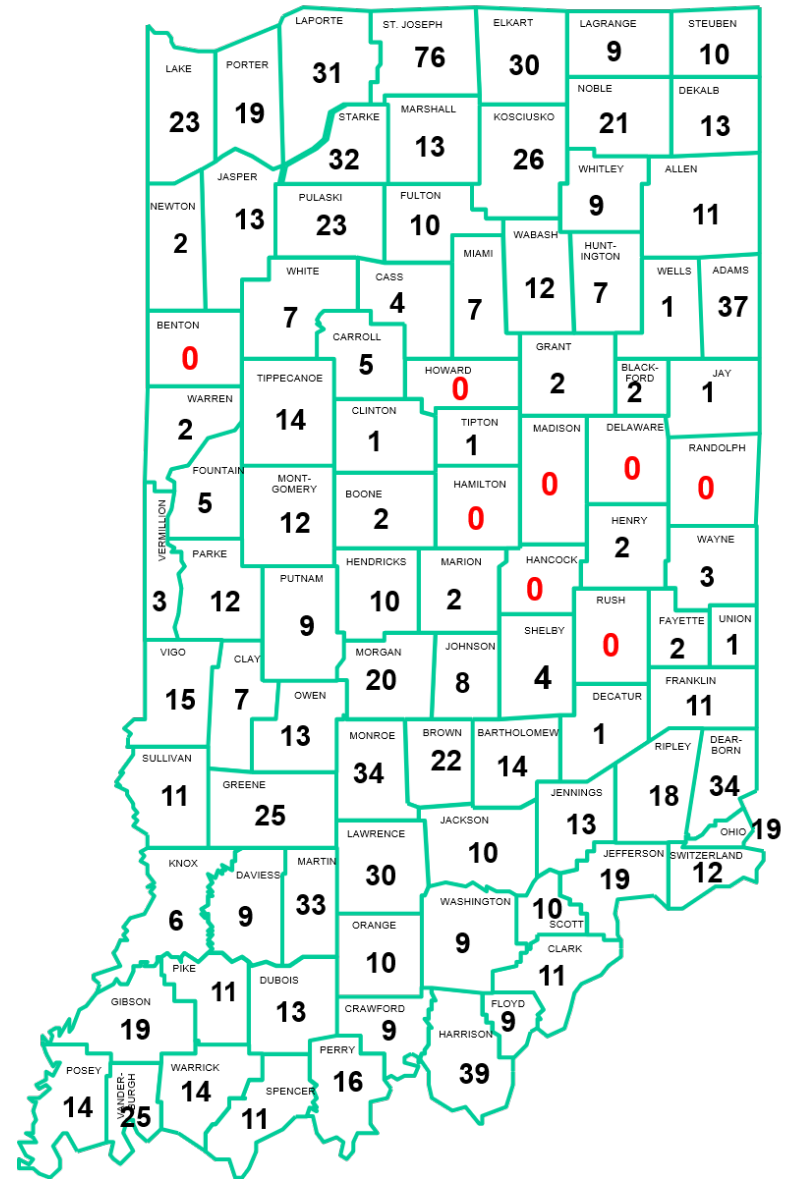 LAPORTE
31
ST. JOSEPH
76
ELKART
30
LAGRANGE
9
STEUBEN
10
LAKE
23
PORTER
19
STARKE
32
MARSHALL
13
KOSCIUSKO
26
NOBLE
21
DEKALB
13
NEWTON
2
JASPER
13
PULASKI
23
FULTON
10
WHITLEY
9
ALLEN
11
WHITE
7
CASS
4
MIAMI
7
WABASH
12
HUNT-
INGTON
7
WELLS
1
ADAMS
37
BENTON
0
CARROLL
5
HOWARD
0
GRANT
2
BLACK-
FORD
2
JAY
1
WARREN
2
TIPPECANOE
14
CLINTON
1
TIPTON
1
MADISON
0
DELAWARE
0
RANDOLPH
0
FOUNTAIN
5
MONT-
GOMERY
12
BOONE
2
HAMILTON
0
HENRY
2
WAYNE
3
VERMILLION
3
PARKE
12
PUTNAM
9
HENDRICKS
10
MARION
2
HANCOCK
0
RUSH
0
FAYETTE
2
UNION
1
VIGO
15
CLAY
7
OWEN
13
MORGAN
20
JOHNSON
8
SHELBY
4
DECATUR
1
FRANKLIN
11
SULLIVAN
11
GREENE
25
MONROE
34
BROWN
22
BARTHOLOMEW
14
JENNINGS
13
RIPLEY
18
DEAR-
BORN
34
OHIO
19
KNOX
6
DAVIESS
9
MARTIN
33
LAWRENCE
30
JACKSON
10
JEFFERSON
19
SWITZERLAND
12
ORANGE
10
WASHINGTON
9
10
SCOTT
CLARK
11
GIBSON
19
PIKE
11
DUBOIS
13
CRAWFORD
9
HARRISON
39
FLOYD
9
POSEY
14
VANDER-
BURGH
25
WARRICK
14
SPENCER
11
PERRY
16